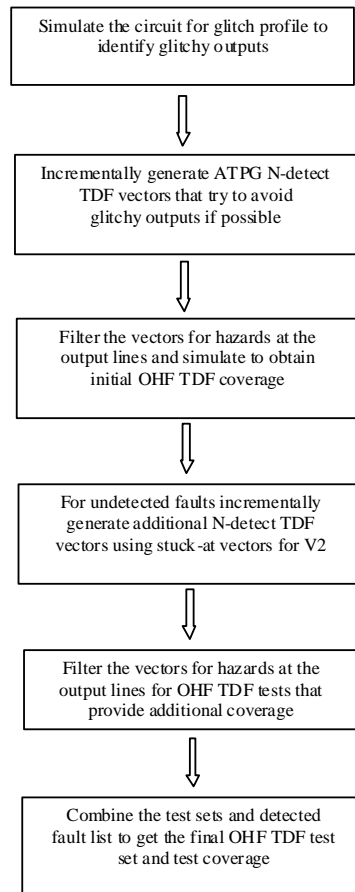 Simulate the circuit for glitch profile to
identify glitchy outputs
Incrementally generate ATPG N-detect
TDF vectors that try to avoid
glitchy outputs if possible
Filter the vectors for hazards at the
output lines and simulate to obtain
initial OHF TDF coverage
For undetected faults incrementally
generate additional N-detect TDF
vectors using stuck-at vectors for V2
Filter the vectors for hazards at the
output lines for OHF TDF tests that
provide additional coverage
Combine the test sets and detected
fault list to get the final OHF TDF test
set and test coverage